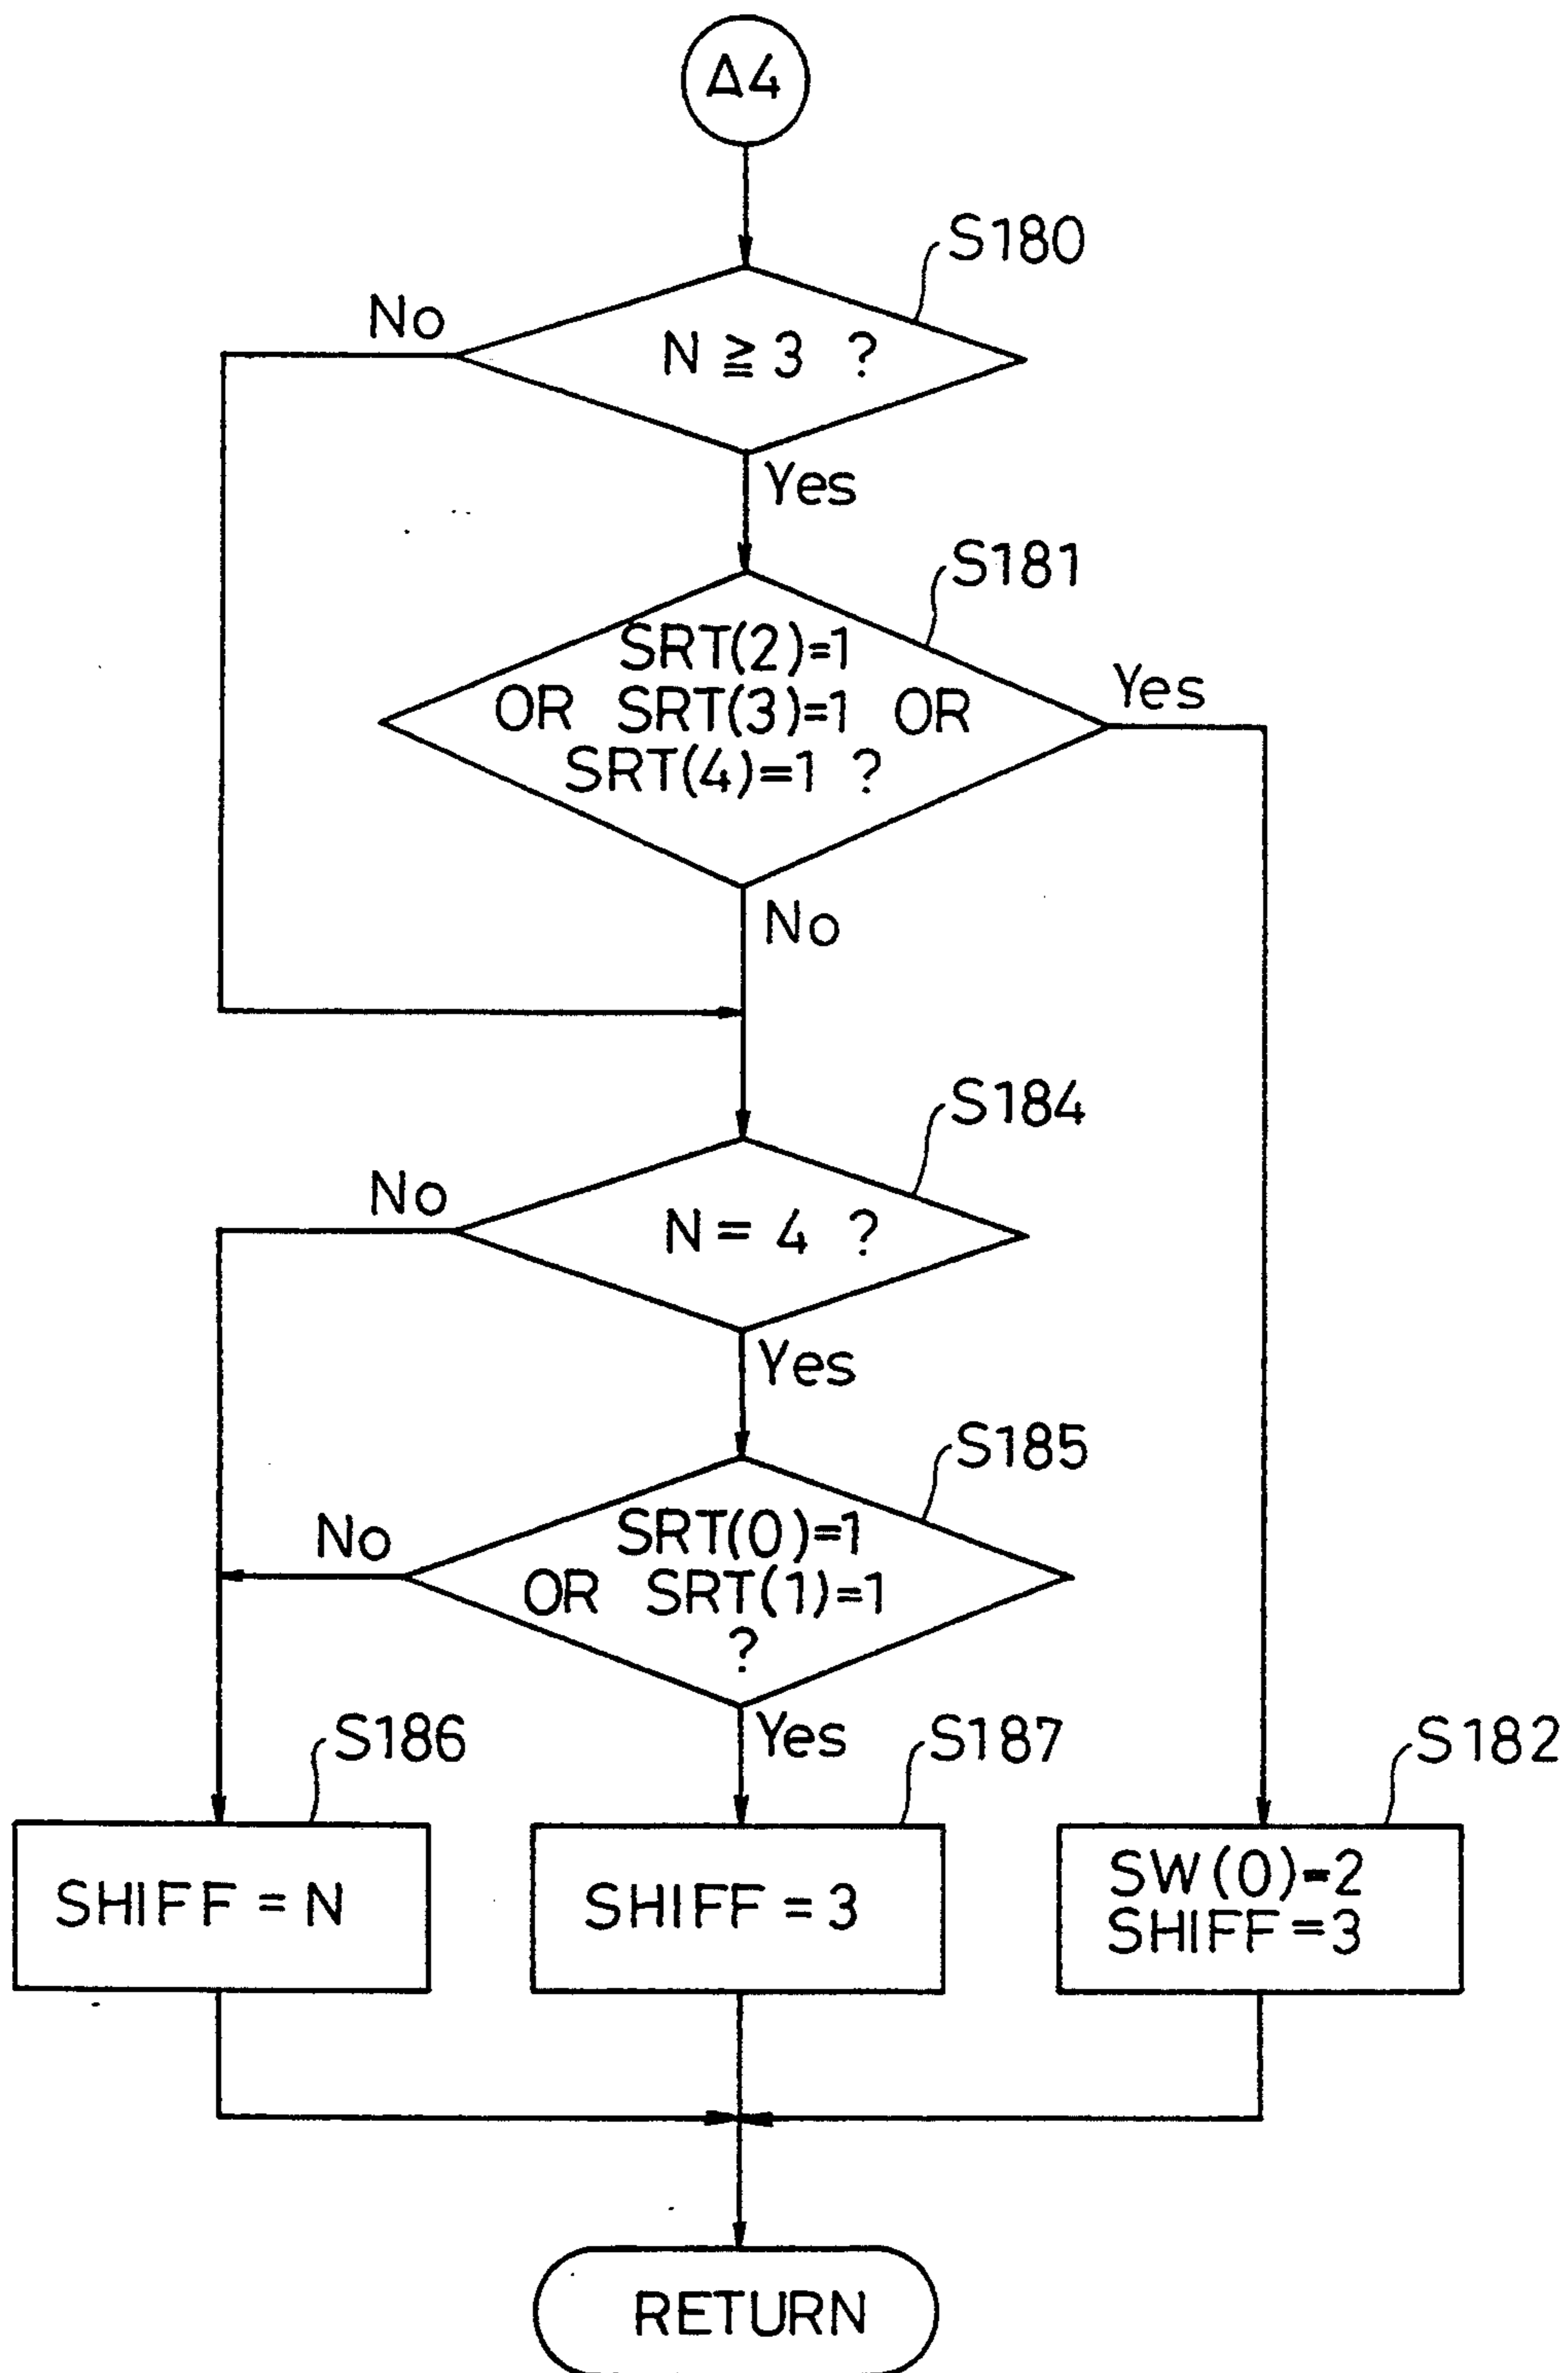 Δ4
S180
No
N ≧ 3 ?
Yes
S181
SRT(2)=1
OR SRT(3)=1 OR
SRT(4)=1 ?
Yes
No
S184
No
N = 4 ?
Yes
S185
No
SRT(0)=1
OR SRT(1)=1
?
Yes
S186
S187
S182
SHIFF = N
SHIFF = 3
SW(0)=2
SHIFF=3
RETURN